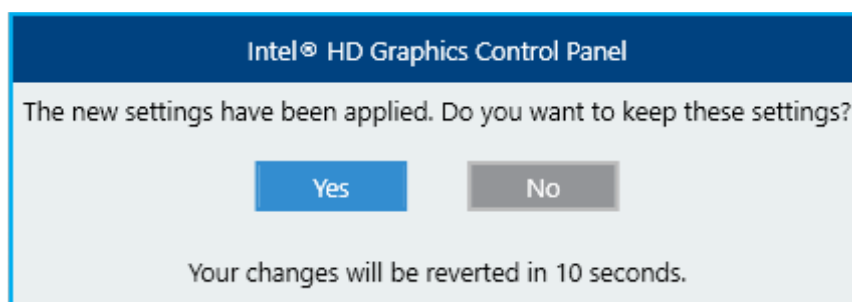 Intel® HD Graphics Control Panel
The new settings have been applied. Do you want to keep these settings?
Yes No
Your changes will be reverted in 10 seconds.